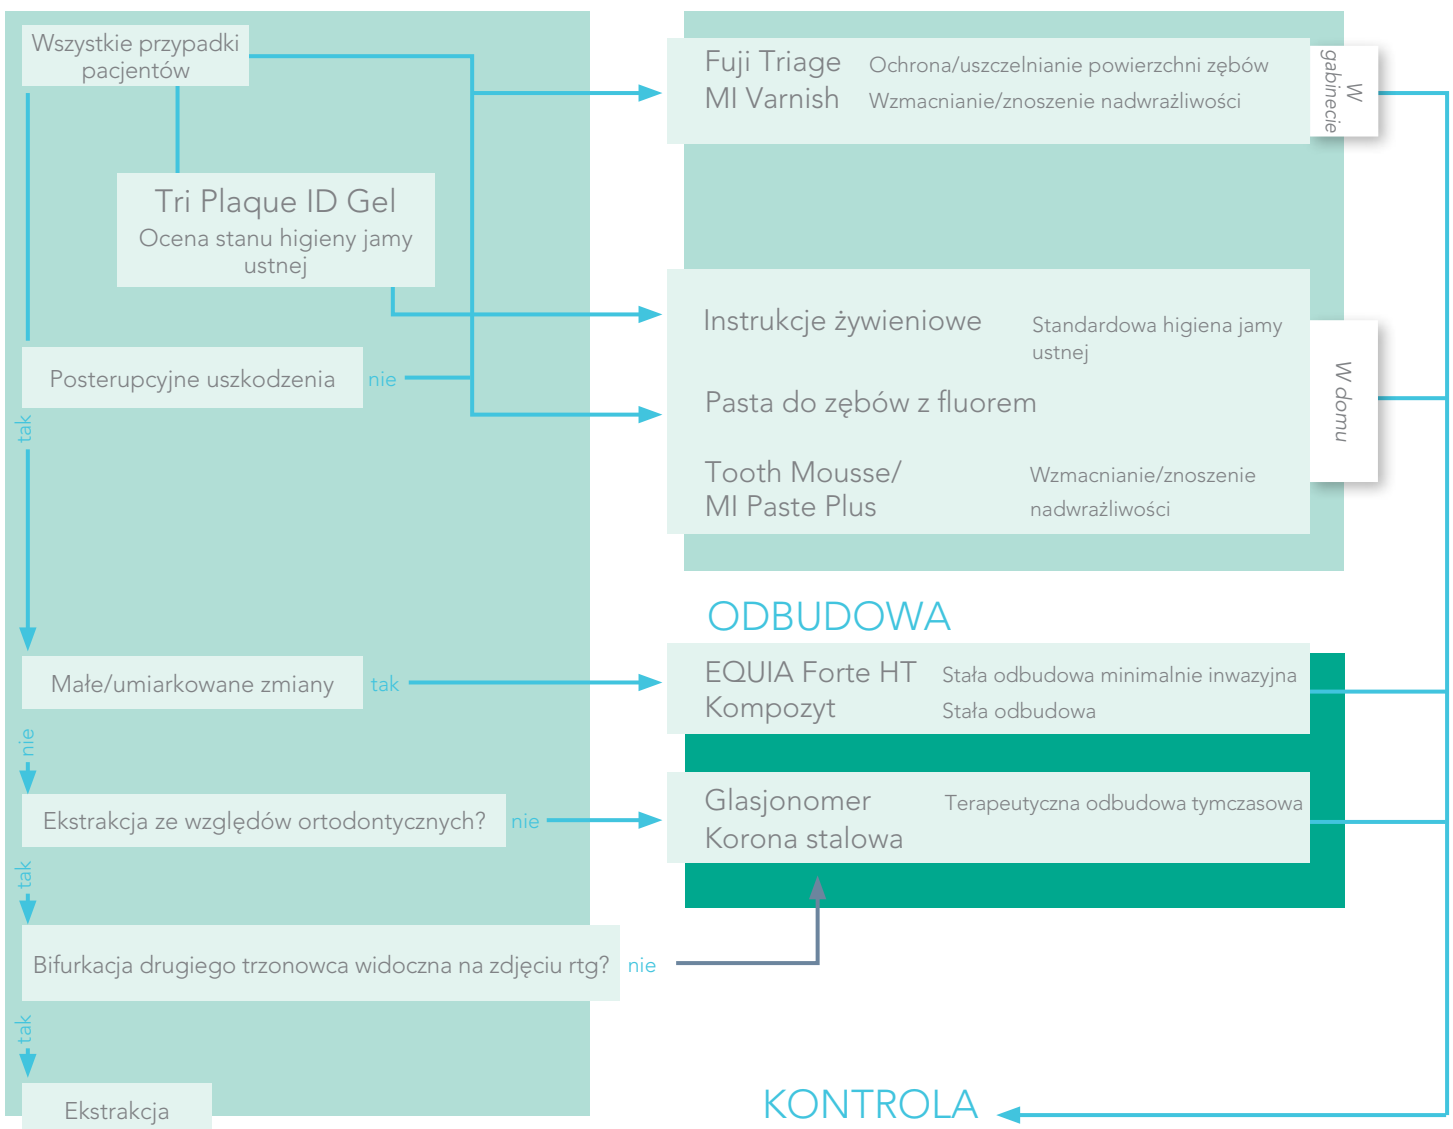 Wszystkie przypadki
pacjentów
Tri Plaque ID Gel
Ocena stanu higieny jamy
ustnej
Posterupcyjne uszkodzenia
nie
tak
Małe/umiarkowane zmiany
tak
nie
Ekstrakcja ze względów ortodontycznych?
nie
tak
Bifurkacja drugiego trzonowca widoczna na zdjęciu rtg?
nie
tak
Ekstrakcja
Fuji Triage Ochrona/uszczelnianie powierzchni zębów
MI Varnish Wzmacnianie/znoszenie nadwrażliwości
W
gabinecie
Instrukcje żywieniowe Standardowa higiena jamy
ustnej
Pasta do zębów z fluorem
Tooth Mousse/ Wzmacnianie/znoszenie
MI Paste Plus nadwrażliwości
W domu
ODBUDOWA
EQUIA Forte HT Stała odbudowa minimalnie inwazyjna
Kompozyt Stała odbudowa
Glasjonomer Terapeutyczna odbudowa tymczasowa
Korona stalowa
KONTROLA